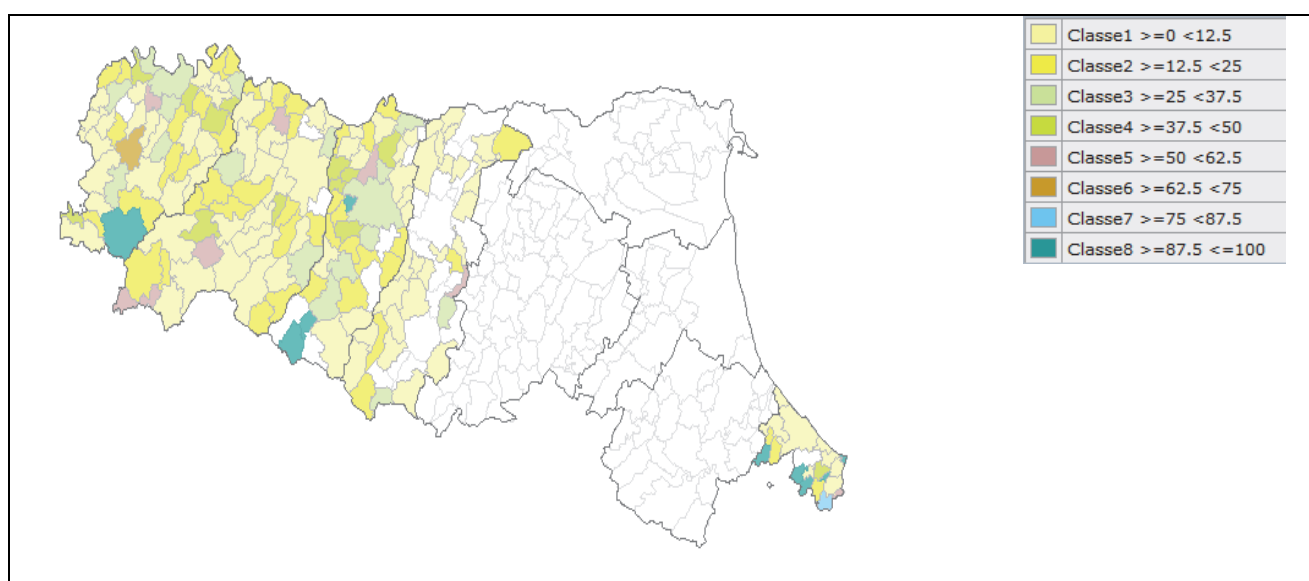 Classe1 >=0 <12.5
Classe2 >=12.5 <25
Classe3 >=25 <37.5
Classe4 >=37.5 <50
Classe5 >=50 <62.5
Classe6 >=62.5 <75
Classe7 >=75 <87.5
Classe8 >=87.5 <=100